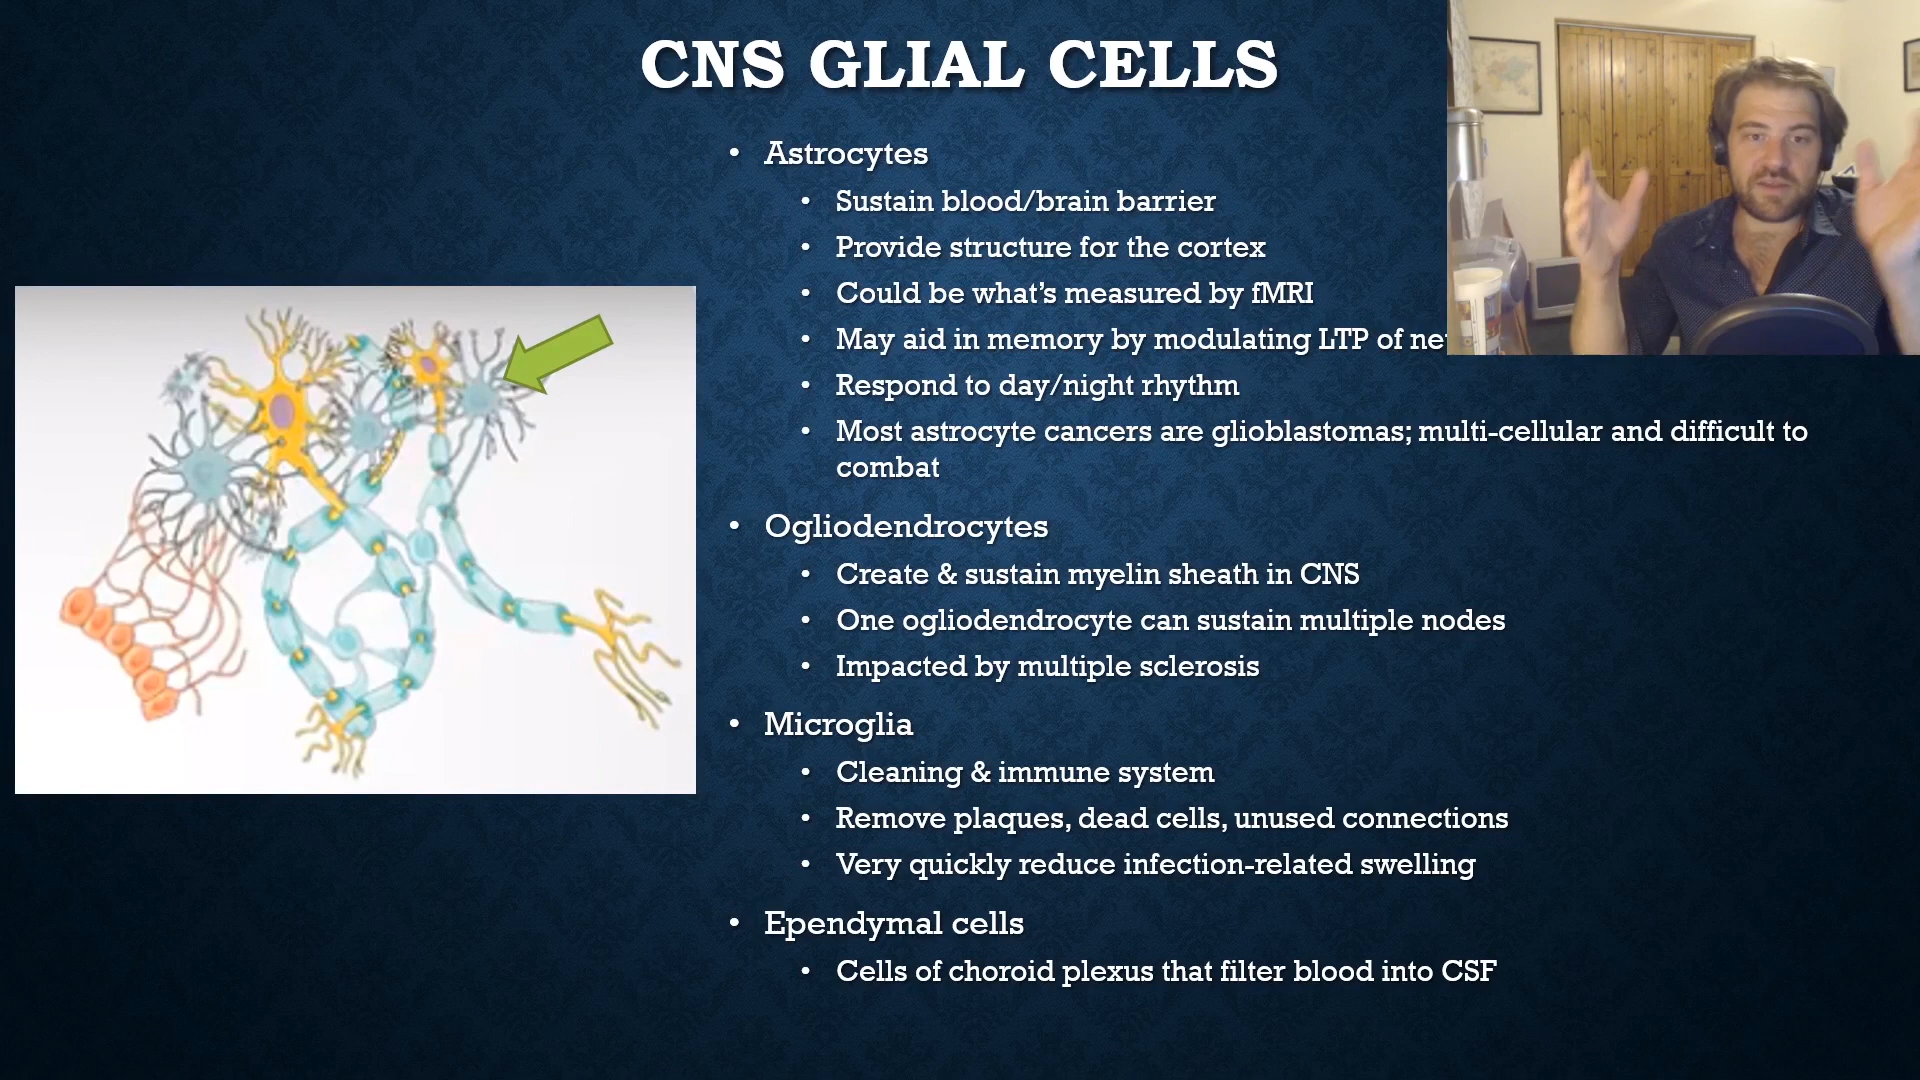 CNS GLIAL CELLS
• Astrocytes
• Sustain blood/brain barrier
• Provide structure for the cortex
• Could be what's measured by fMRI
• May aid in memory by modulating LTP of
• Respond to day/night rhythm
• Most astrocyte cancers are glioblastomas; multi-cellular and difficult to
combat
• Ogliodendrocytes
• Create & sustain myelin sheath in CNS
• One ogliodendrocyte can sustain multiple nodes
• Impacted by multiple sclerosis
• Microglia
• Cleaning & immune system
• Remove plaques, dead cells, unused connections
• Very quickly reduce infection-related swelling
• Ependymal cells
• Cells of choroid plexus that filter blood into CSF